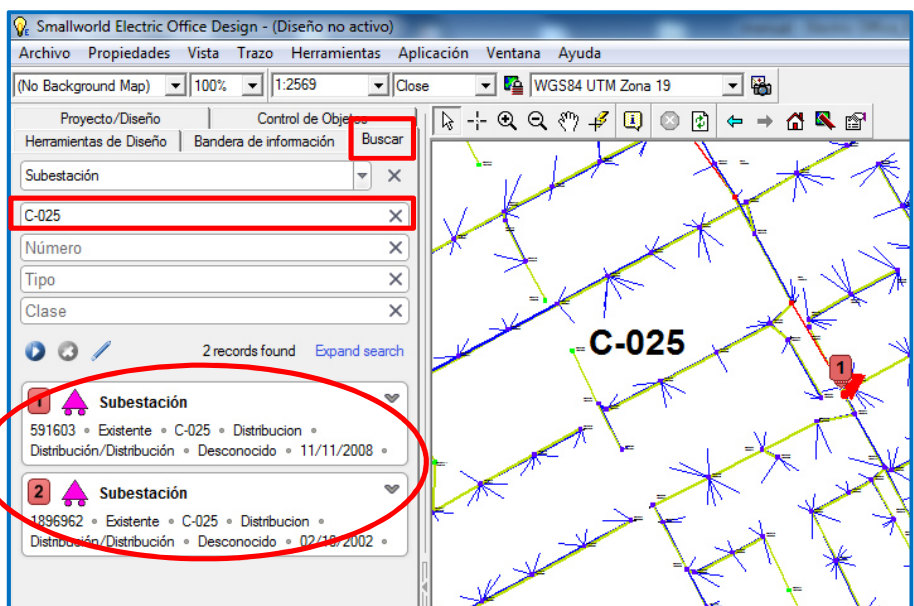 Smallworld Electric Office Design - (Diseño no activo)
Archivo Propiedades Vista Trazo Herramientas Aplicación Ventana Ayuda
(No Background Map) 100% 1:2569 Close WGS84 UTM Zona 19
Proyecto/Diseño Control de Objetos
Herramientas de Diseño Bandera de información Buscar
Subestación
C-025
Número
Tipo
Clase
2 records found Expand search
1 Subestación
591603 Existente C-025 Distribucion
Distribución/Distribución Desconocido 11/11/2008
2 Subestación
1896962 Existente C-025 Distribucion
Distribución/Distribución Desconocido
C-025
1